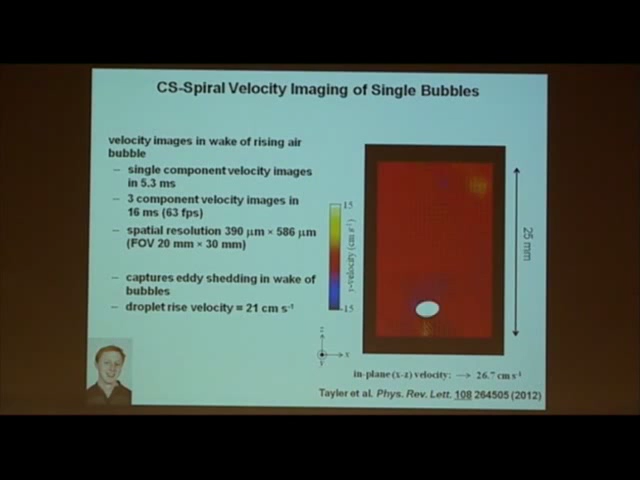 CS-Spiral Velocity Imaging of Single Bubbles
velocity images in wake of rising air
bubble
– single component velocity images
in 5.3 ms
– 3 component velocity images in
16 ms (63 fps)
– spatial resolution 390 μm × 586 μm
(FOV 20 mm × 30 mm)
– captures eddy shedding in wake of
bubbles
– droplet rise velocity = 21 cm s⁻¹
15
y-velocity (cm s⁻¹)
-15
25 mm
z
x
y
in-plane (x-z) velocity: → 26.7 cm s⁻¹
Tayler et al. Phys. Rev. Lett. 108 264505 (2012)